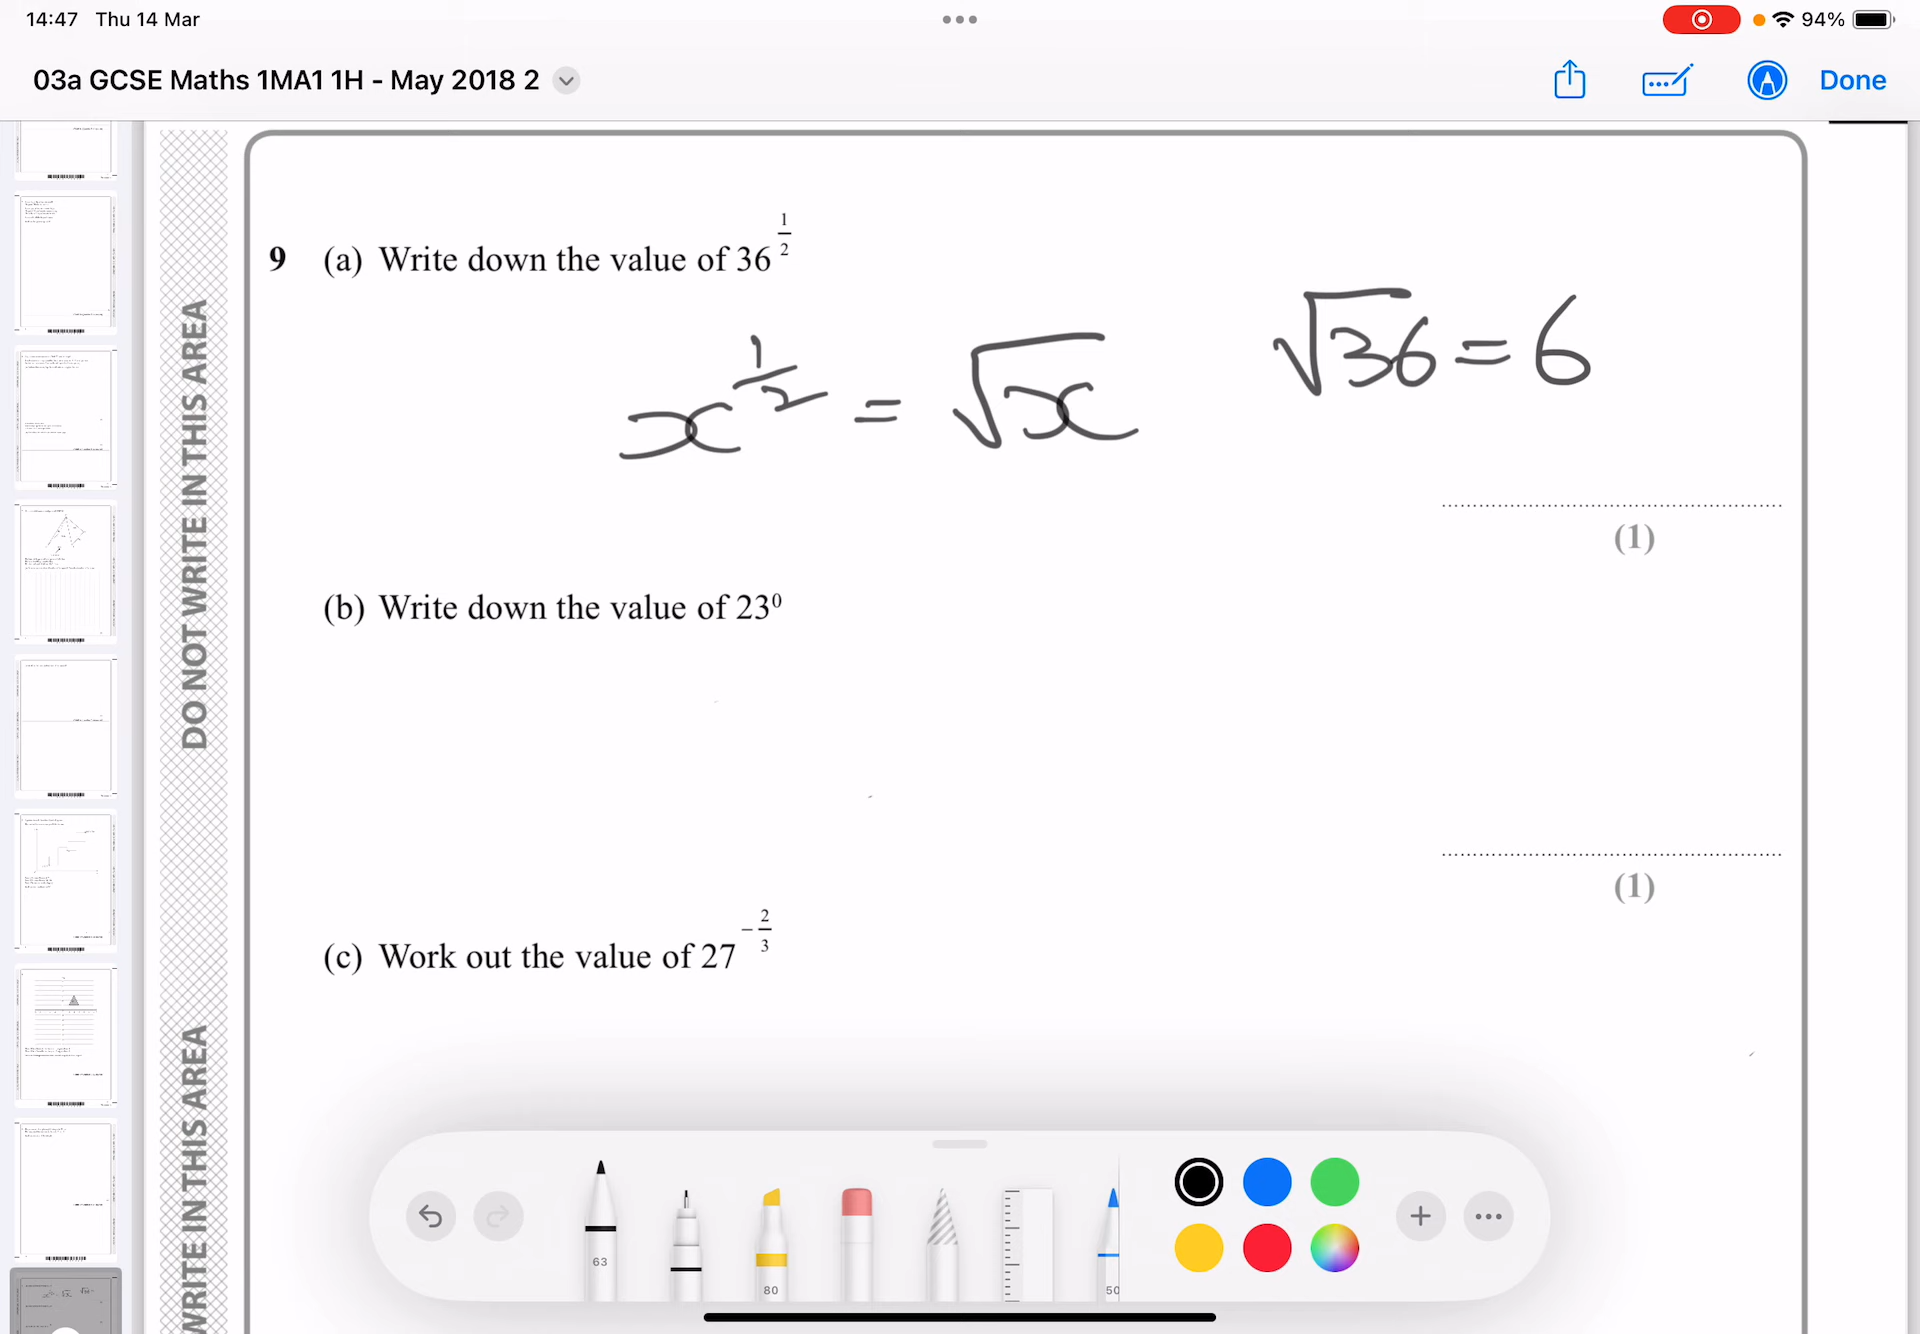 14:47 Thu 14 Mar
94%
03a GCSE Maths 1MA1 1H - May 2018 2
Done
DO NOT WRITE IN THIS AREA
WRITE IN THIS AREA
9 (a) Write down the value of 36^{1/2}
x^{1/2} = √x
√36 = 6
(1)
(b) Write down the value of 23⁰
(1)
(c) Work out the value of 27^{-2/3}
63
80
50